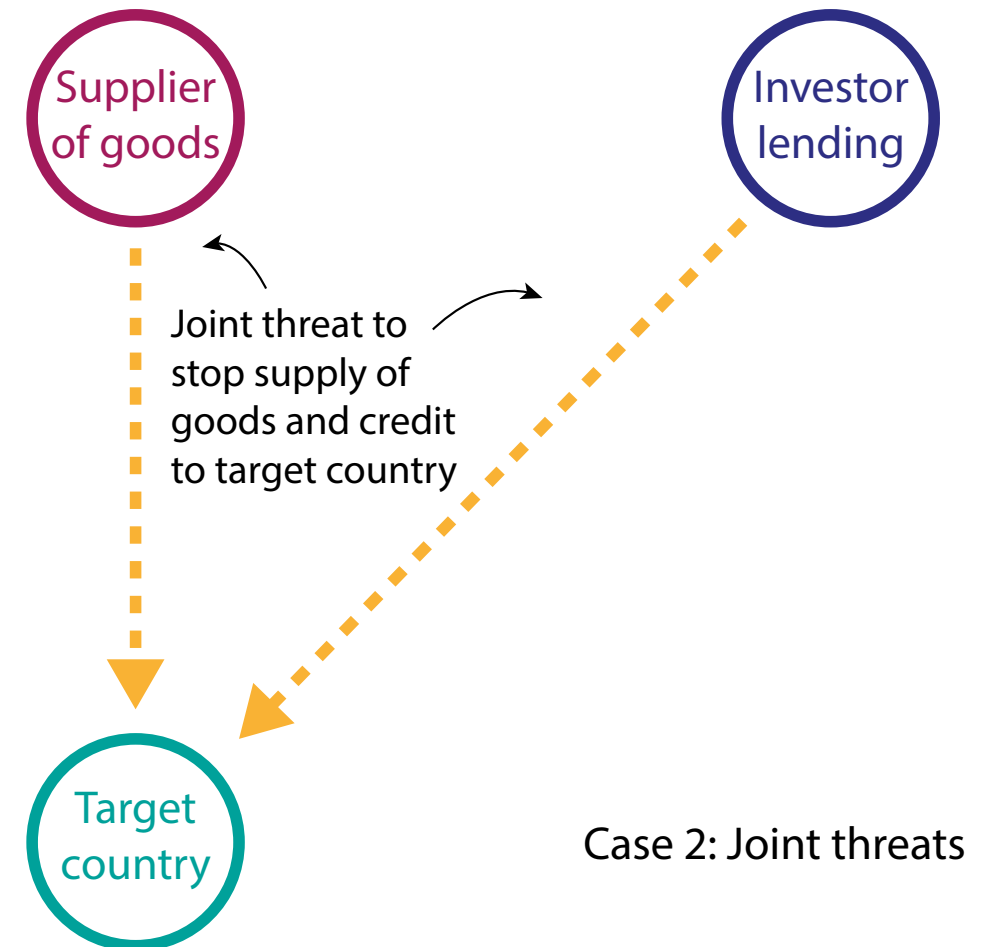 Supplier
of goods
Investor
lending
Joint threat to
stop supply of
goods and credit
to target country
Target
country
Case 2: Joint threats